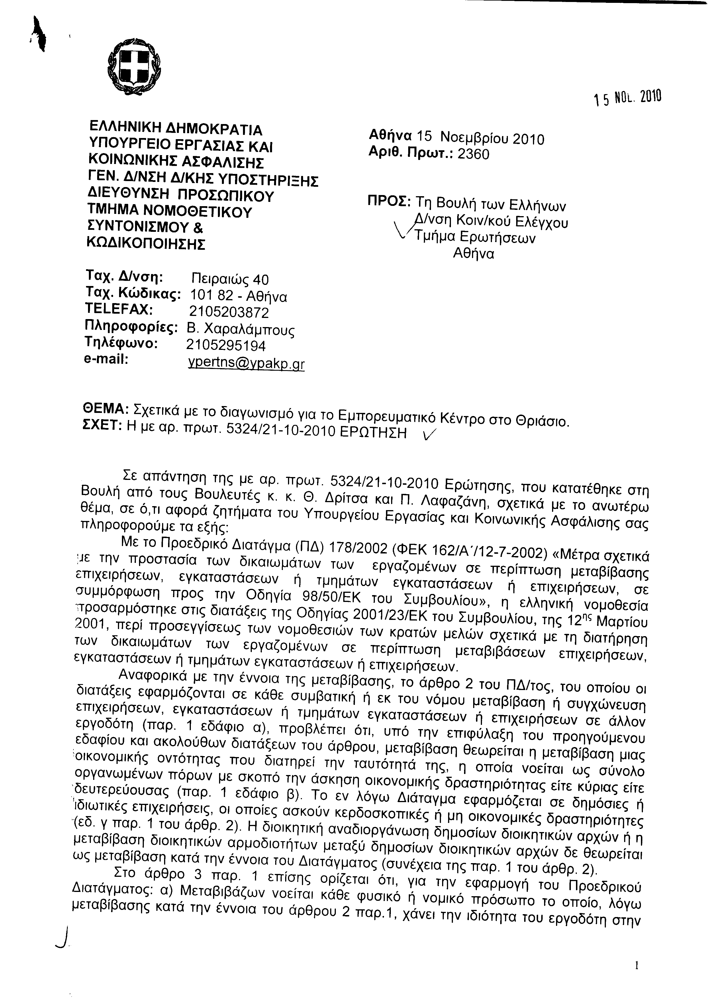 15 ΝΟΕ. 2010
ΕΛΛΗΝΙΚΗ ΔΗΜΟΚΡΑΤΙΑ
ΥΠΟΥΡΓΕΙΟ ΕΡΓΑΣΙΑΣ ΚΑΙ
ΚΟΙΝΩΝΙΚΗΣ ΑΣΦΑΛΙΣΗΣ
ΓΕΝ. Δ/ΝΣΗ Δ/ΚΗΣ ΥΠΟΣΤΗΡΙΞΗΣ
ΔΙΕΥΘΥΝΣΗ ΠΡΟΣΩΠΙΚΟΥ
ΤΜΗΜΑ ΝΟΜΟΘΕΤΙΚΟΥ
ΣΥΝΤΟΝΙΣΜΟΥ &
ΚΩΔΙΚΟΠΟΙΗΣΗΣ
Αθήνα 15 Νοεμβρίου 2010
Αριθ. Πρωτ.: 2360
ΠΡΟΣ: Τη Βουλή των Ελλήνων
Δ/νση Κοιν/κού Ελέγχου
Τμήμα Ερωτήσεων
Αθήνα
Ταχ. Δ/νση: Πειραιώς 40
Ταχ. Κώδικας: 101 82 - Αθήνα
TELEFAX: 2105203872
Πληροφορίες: Β. Χαραλάμπους
Τηλέφωνο: 2105295194
e-mail: ypertns@ypakp.gr
ΘΕΜΑ: Σχετικά με το διαγωνισμό για το Εμπορευματικό Κέντρο στο Θριάσιο.
ΣΧΕΤ: Η με αρ. πρωτ. 5324/21-10-2010 ΕΡΩΤΗΣΗ
Σε απάντηση της με αρ. πρωτ. 5324/21-10-2010 Ερώτησης, που κατατέθηκε στη
Βουλή από τους Βουλευτές κ. κ. Θ. Δρίτσα και Π. Λαφαζάνη, σχετικά με το ανωτέρω
θέμα, σε ό,τι αφορά ζητήματα του Υπουργείου Εργασίας και Κοινωνικής Ασφάλισης σας
πληροφορούμε τα εξής:
Με το Προεδρικό Διατάγμα (ΠΔ) 178/2002 (ΦΕΚ 162/Α΄/12-7-2002) «Μέτρα σχετικά
με την προστασία των δικαιωμάτων των εργαζομένων σε περίπτωση μεταβίβασης
επιχειρήσεων, εγκαταστάσεων ή τμημάτων εγκαταστάσεων ή επιχειρήσεων, σε
συμμόρφωση προς την Οδηγία 98/50/ΕΚ του Συμβουλίου», η ελληνική νομοθεσία
προσαρμόστηκε στις διατάξεις της Οδηγίας 2001/23/ΕΚ του Συμβουλίου, της 12ης Μαρτίου
2001, περί προσεγγίσεως των νομοθεσιών των κρατών μελών σχετικά με τη διατήρηση
των δικαιωμάτων των εργαζομένων σε περίπτωση μεταβιβάσεων επιχειρήσεων,
εγκαταστάσεων ή τμημάτων εγκαταστάσεων ή επιχειρήσεων.
Αναφορικά με την έννοια της μεταβίβασης, το άρθρο 2 του ΠΔ/τος, του οποίου οι
διατάξεις εφαρμόζονται σε κάθε συμβατική ή εκ του νόμου μεταβίβαση ή συγχώνευση
επιχειρήσεων, εγκαταστάσεων ή τμημάτων εγκαταστάσεων ή επιχειρήσεων σε άλλον
εργοδότη (παρ. 1 εδάφιο α), προβλέπει ότι, υπό την επιφύλαξη του προηγούμενου
εδαφίου και ακολούθων διατάξεων του άρθρου, μεταβίβαση θεωρείται η μεταβίβαση μιας
οικονομικής οντότητας που διατηρεί την ταυτότητά της, η οποία νοείται ως σύνολο
οργανωμένων πόρων με σκοπό την άσκηση οικονομικής δραστηριότητας είτε κύριας είτε
δευτερεύουσας (παρ. 1 εδάφιο β). Το εν λόγω Διάταγμα εφαρμόζεται σε δημόσιες ή
ιδιωτικές επιχειρήσεις, οι οποίες ασκούν κερδοσκοπικές ή μη οικονομικές δραστηριότητες
(εδ. γ παρ. 1 του άρθρ. 2). Η διοικητική αναδιοργάνωση δημοσίων διοικητικών αρχών ή η
μεταβίβαση διοικητικών αρμοδιοτήτων μεταξύ δημοσίων διοικητικών αρχών δε θεωρείται
ως μεταβίβαση κατά την έννοια του Διατάγματος (συνέχεια της παρ. 1 του άρθρ. 2).
Στο άρθρο 3 παρ. 1 επίσης ορίζεται ότι, για την εφαρμογή του Προεδρικού
Διατάγματος: α) Μεταβιβάζων νοείται κάθε φυσικό ή νομικό πρόσωπο το οποίο, λόγω
μεταβίβασης κατά την έννοια του άρθρου 2 παρ.1, χάνει την ιδιότητα του εργοδότη στην
1